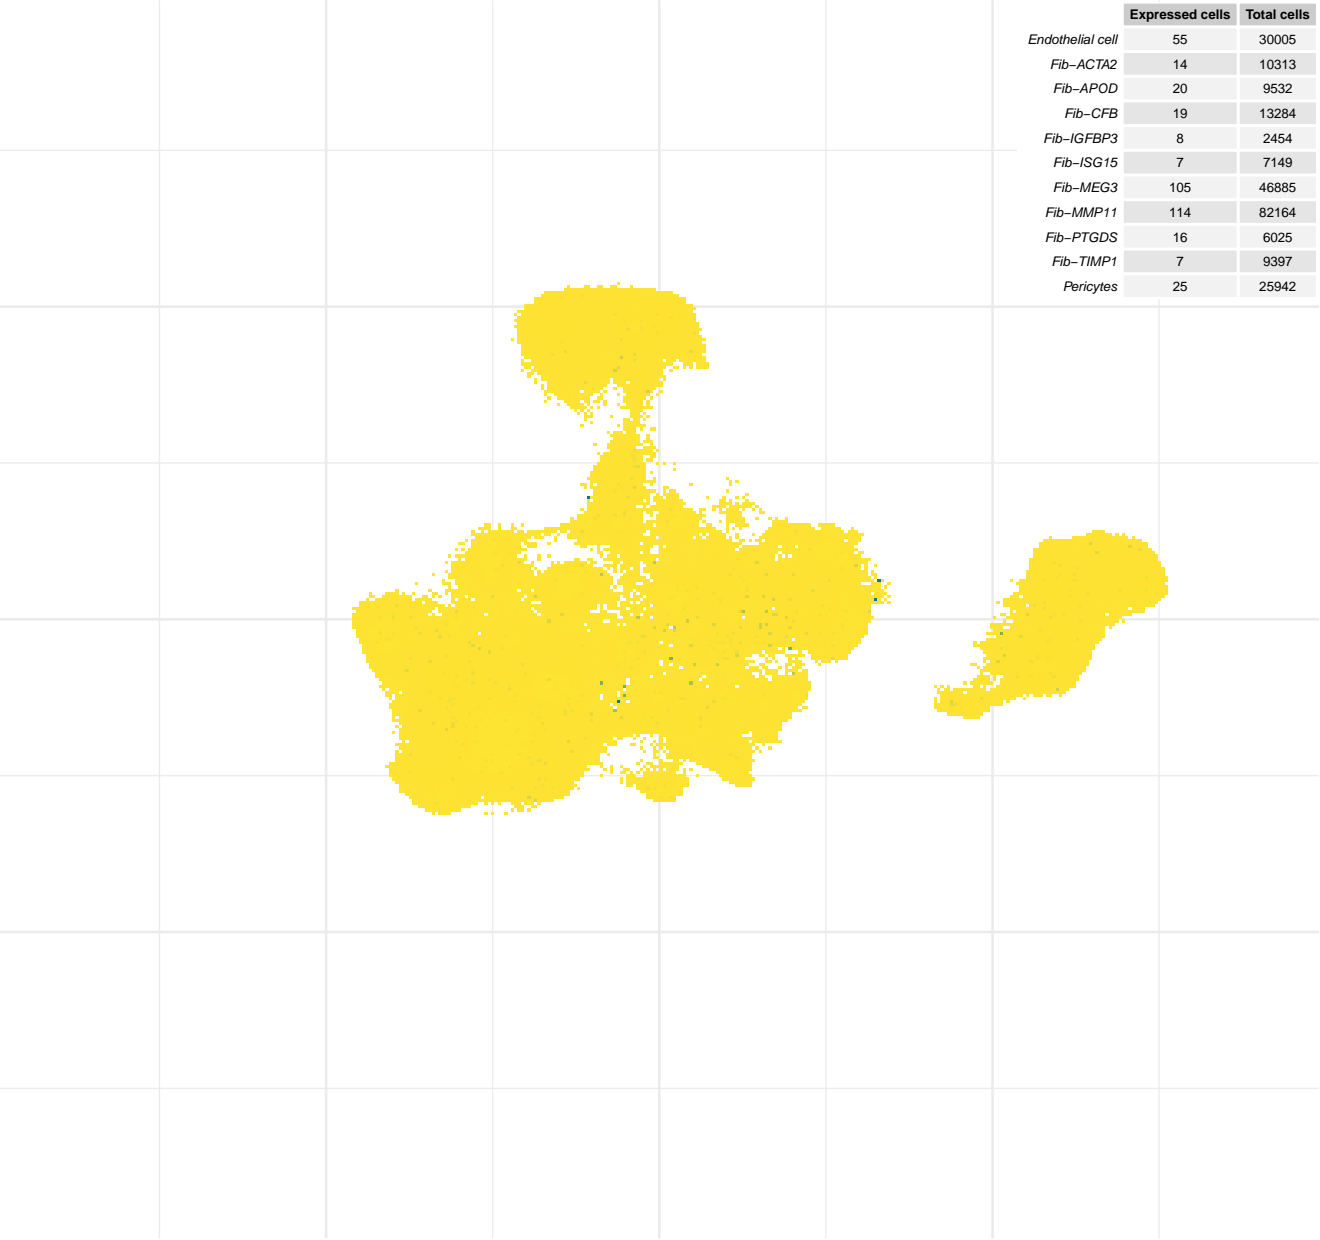 Expressed cells Total cells
Endothelial cell 55 30005
Fib−ACTA2 14 10313
Fib−APOD 20 9532
Fib−CFB 19 13284
Fib−IGFBP3 8 2454
Fib−ISG15 7 7149
Fib−MEG3 105 46885
Fib−MMP11 114 82164
Fib−PTGDS 16 6025
Fib−TIMP1 7 9397
Pericytes 25 25942